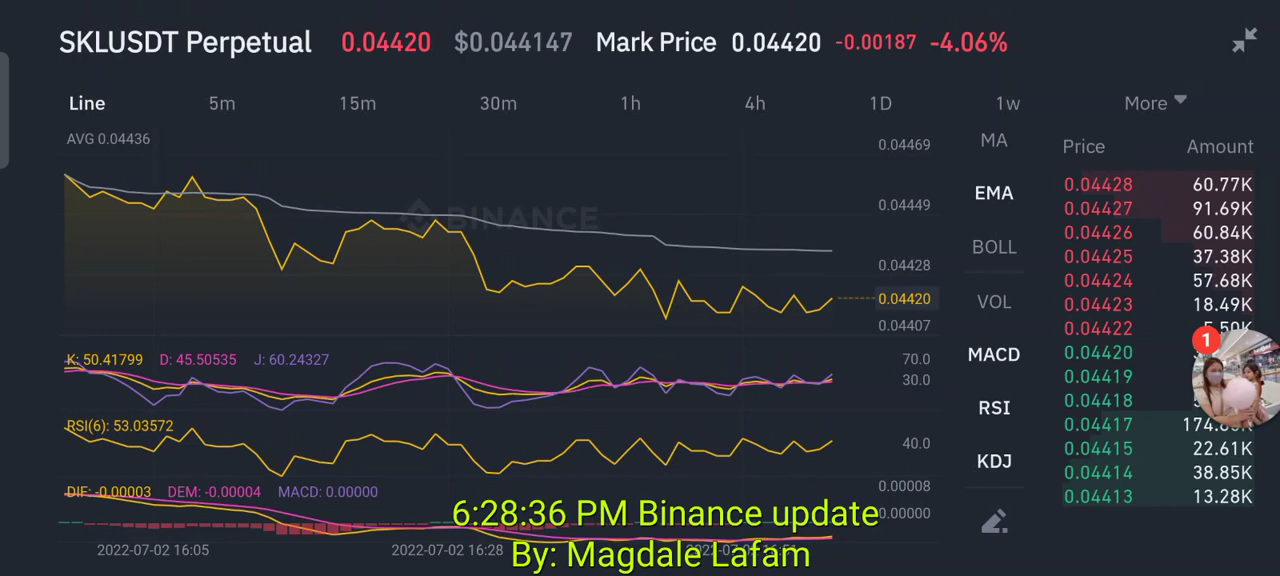 SKLUSDT Perpetual 0.04420 $0.044147 Mark Price 0.04420 -0.00187 -4.06%
Line 5m 15m 30m 1h 4h 1D 1w More
AVG 0.04436
0.04469
0.04449
0.04428
0.04420
0.04407
BINANCE
K: 50.41799 D: 45.50535 J: 60.24327
70.0
30.0
RSI(6): 53.03572
40.0
DIF: -0.00003 DEM: -0.00004 MACD: 0.00000
0.00008
0.00000
2022-07-02 16:05 2022-07-02 16:28
MA
EMA
BOLL
VOL
MACD
RSI
KDJ
Price Amount
0.04428 60.77K
0.04427 91.69K
0.04426 60.84K
0.04425 37.38K
0.04424 57.68K
0.04423 18.49K
0.04422 5.50K
0.04420
0.04419
0.04418
0.04417
0.04415 22.61K
0.04414 38.85K
0.04413 13.28K
1
6:28:36 PM Binance update
By: Magdale Lafam